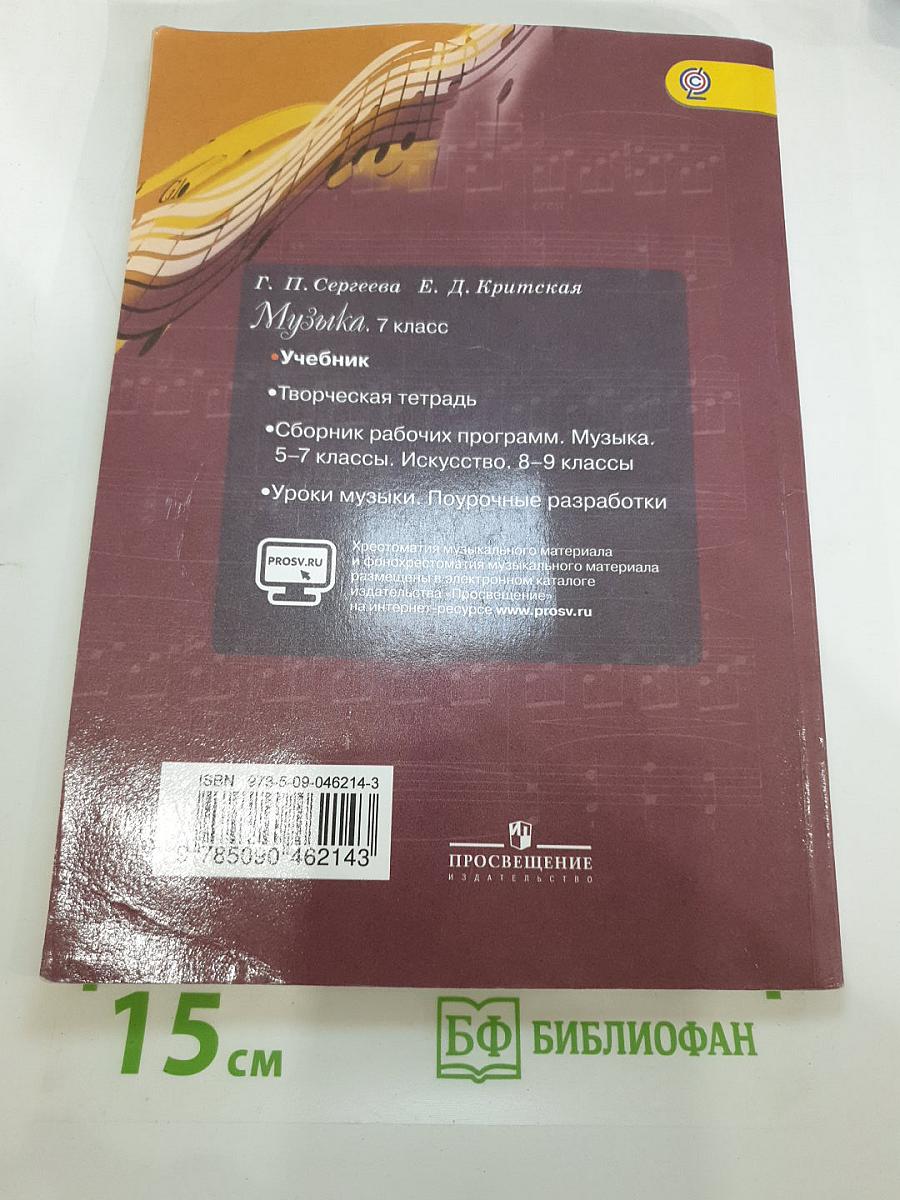 Г. П. Сергеева Е. Д. Критская
Музыка. 7 класс
•Учебник
•Творческая тетрадь
•Сборник рабочих программ. Музыка.
5–7 классы. Искусство. 8–9 классы
•Уроки музыки. Поурочные разработки
PROSV.RU
Хрестоматия музыкального материала
и фонохрестоматия музыкального материала
размещены в электронном каталоге
издательства «Просвещение»
на интернет-ресурсе www.prosv.ru
ISBN 978-5-09-046214-3
9 785090 462143
ИП
ПРОСВЕЩЕНИЕ
ИЗДАТЕЛЬСТВО
15 см
БФ БИБЛИОФАН